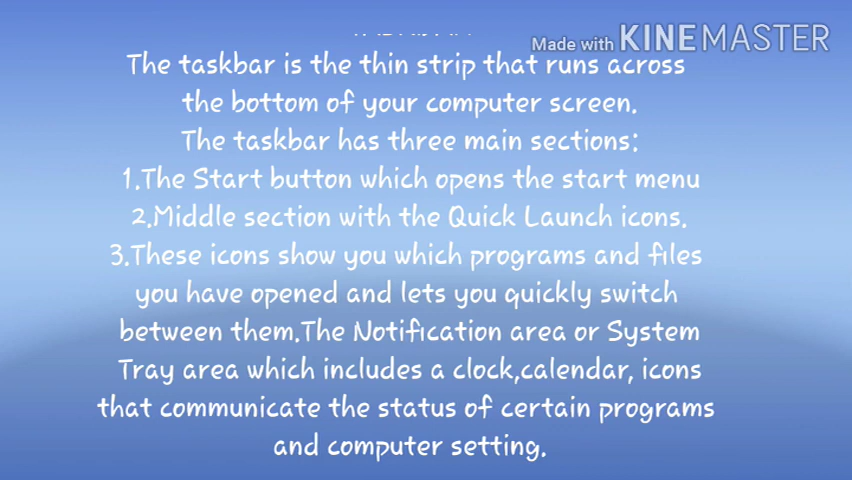 Made with KINEMASTER
The taskbar is the thin strip that runs across
the bottom of your computer screen.
The taskbar has three main sections:
1.The Start button which opens the start menu
2.Middle section with the Quick Launch icons.
3.These icons show you which programs and files
you have opened and lets you quickly switch
between them.The Notification area or System
Tray area which includes a clock,calendar, icons
that communicate the status of certain programs
and computer setting.